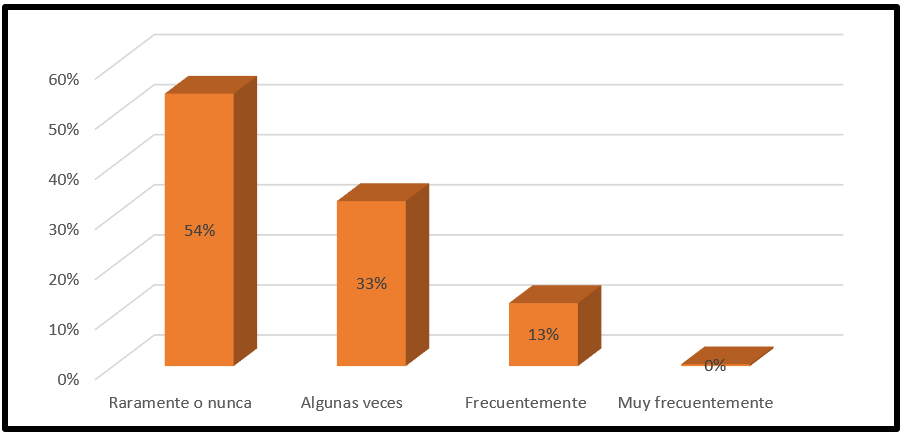 60%
50%
40%
30%
20%
10%
0%
54%
33%
13%
0%
Raramente o nunca
Algunas veces
Frecuentemente
Muy frecuentemente